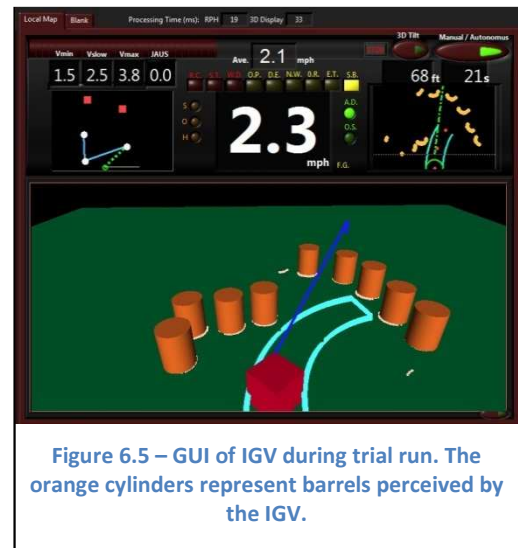 Local Map Blank Processing Time (ms): RPH 19 3D Display 33
3D Tilt Manual / Autonomus
Vmin Vslow Vmax JAUS
1.5 2.5 3.8 0.0
Ave. 2.1 mph
68 ft 21s
R.C. S.T. O.P. D.E. N.W. O.R. E.T. S.B.
S
O
H
A.D.
O.S.
2.3
mph
F.G.
Figure 6.5 – GUI of IGV during trial run. The
orange cylinders represent barrels perceived by
the IGV.